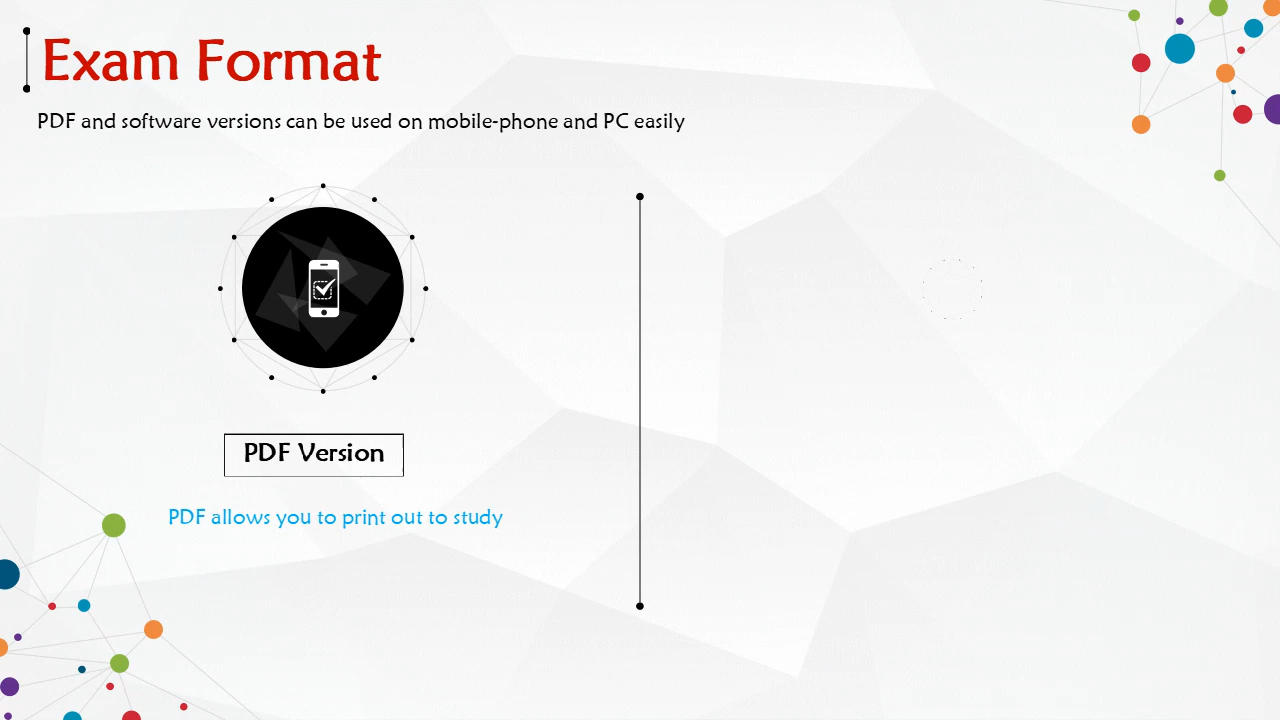 Exam Format
PDF and software versions can be used on mobile-phone and PC easily
PDF Version
PDF allows you to print out to study